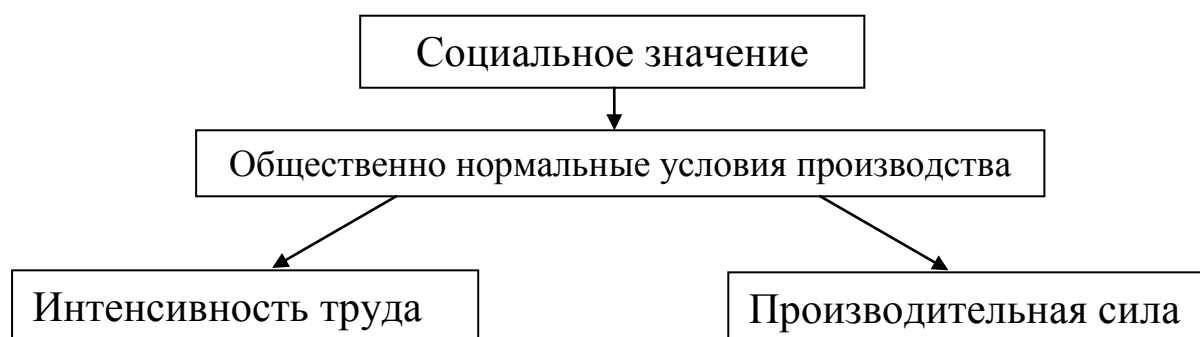 Социальное значение
Общественно нормальные условия производства
Интенсивность труда
Производительная сила